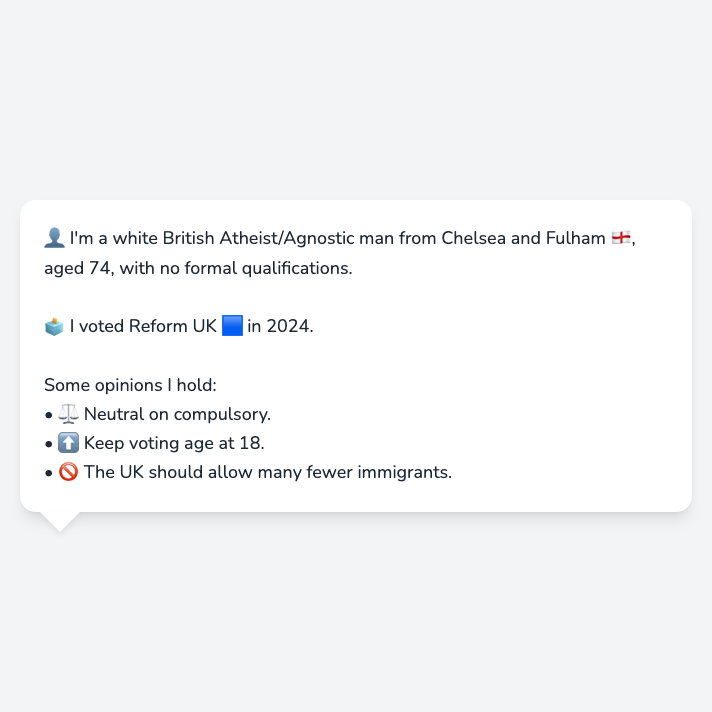 👤 I'm a white British Atheist/Agnostic man from Chelsea and Fulham 🏴󠁧󠁢󠁥󠁮󠁧󠁿,
aged 74, with no formal qualifications.
🗳️ I voted Reform UK 🟦 in 2024.
Some opinions I hold:
• ⚖️ Neutral on compulsory.
• ⬆️ Keep voting age at 18.
• 🚫 The UK should allow many fewer immigrants.